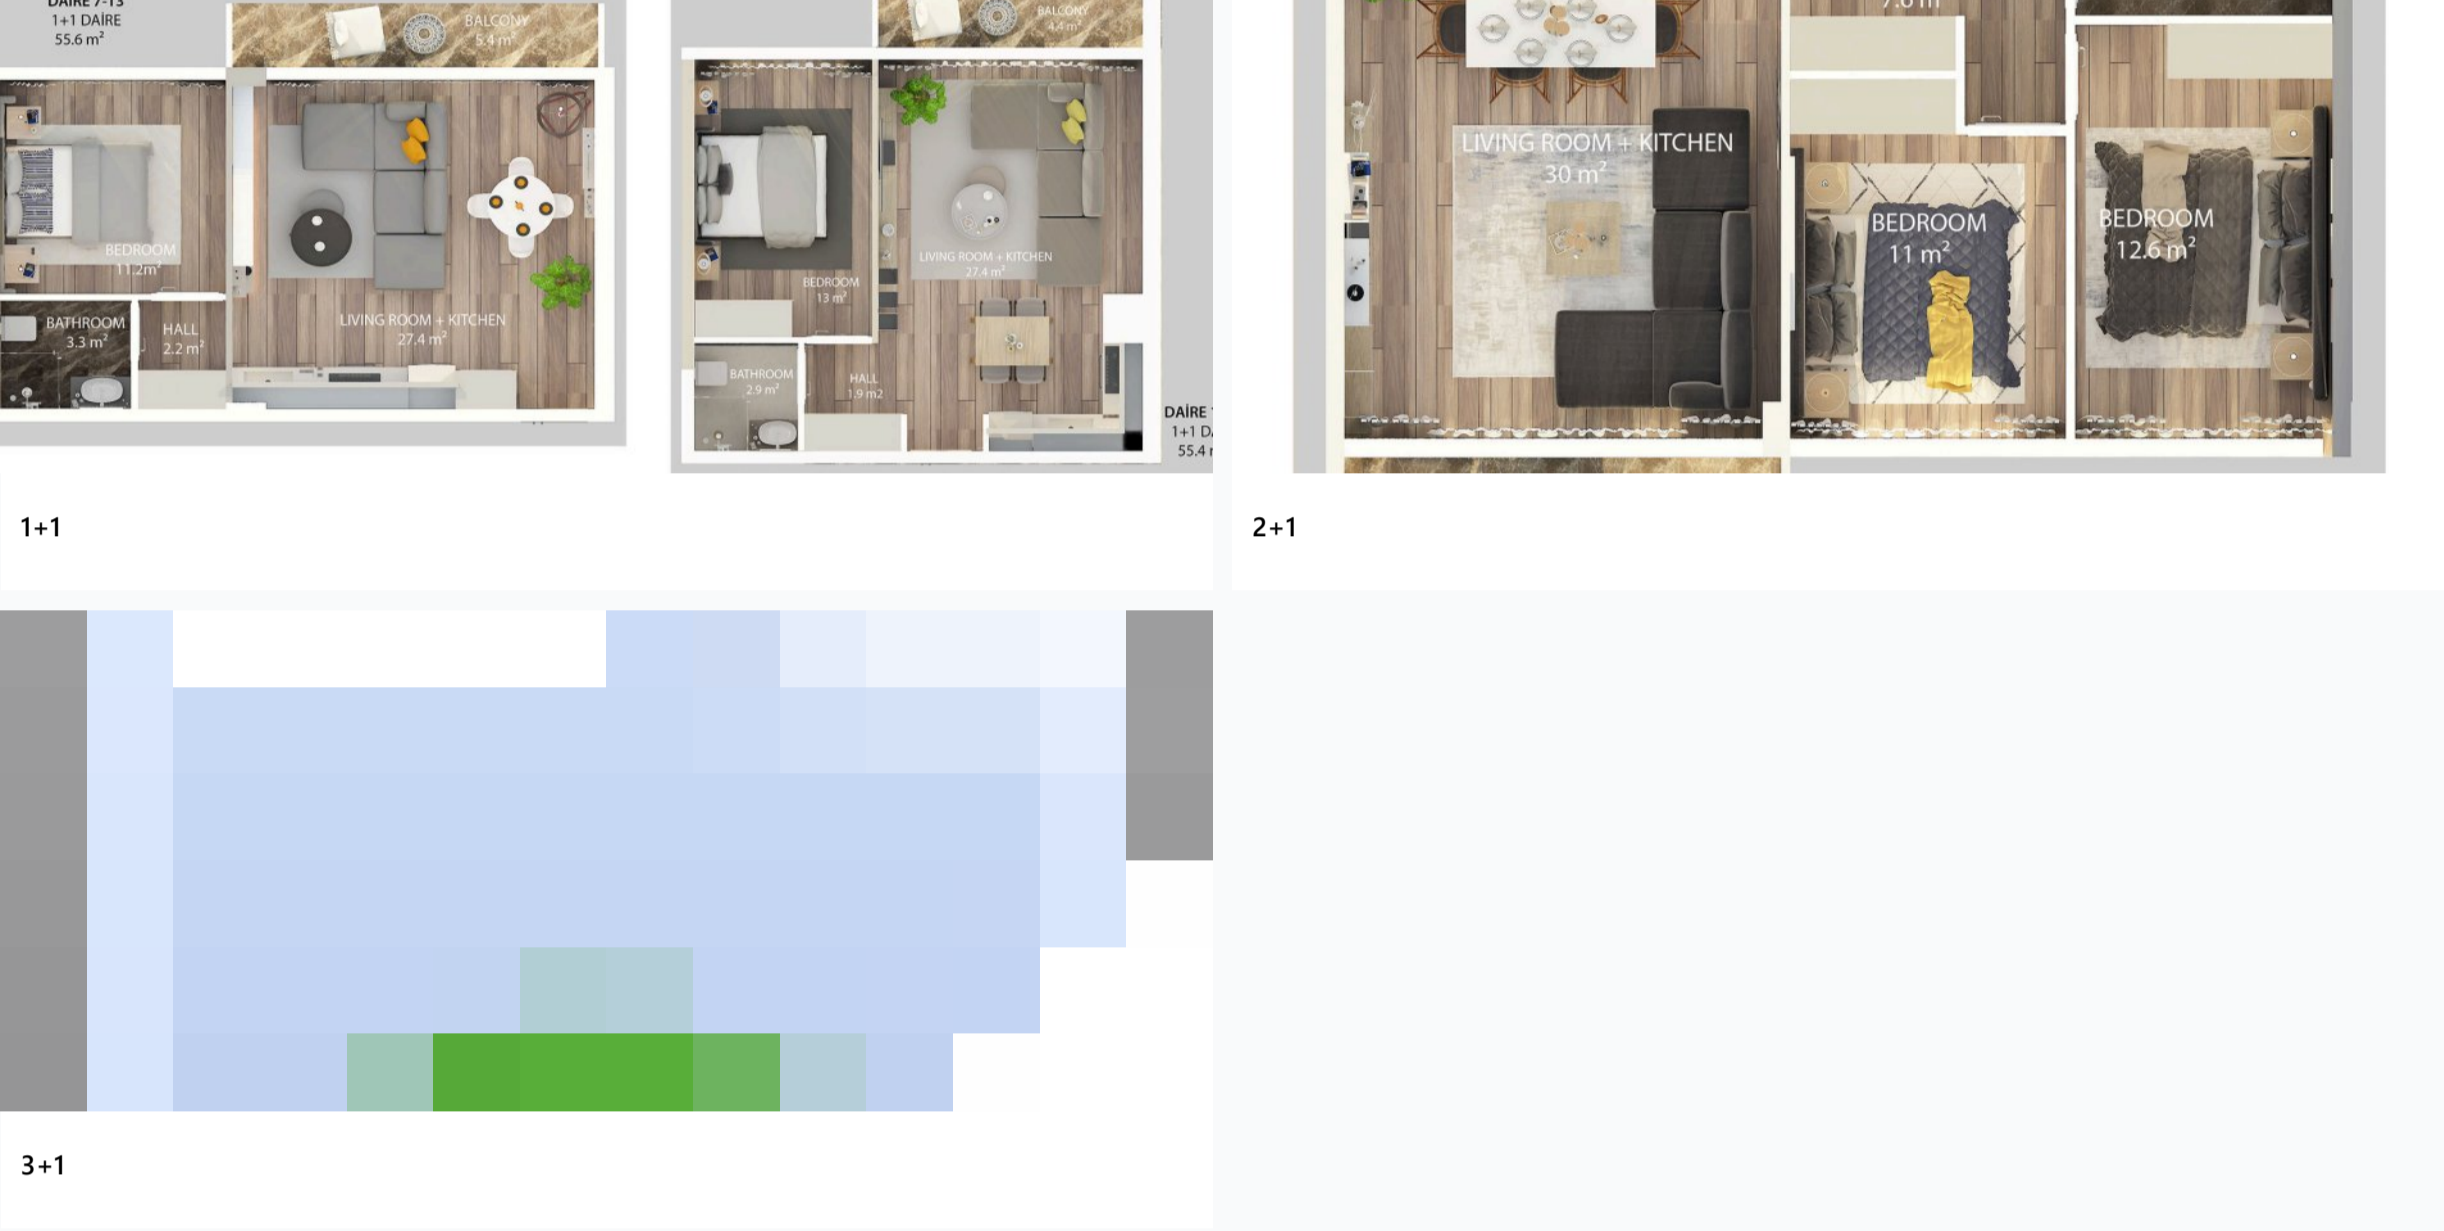 DAİRE 7-13
1+1 DAİRE
55.6 m²
BALCONY
5.4 m²
BEDROOM
11.2m²
BATHROOM
3.3 m²
HALL
2.2 m²
LIVING ROOM + KITCHEN
27.4 m²
BALCONY
4.4 m²
BEDROOM
13 m²
LIVING ROOM + KITCHEN
27.4 m²
BATHROOM
2.9 m²
HALL
1.9 m2
DAİRE
1+1
55.4
7.6 m
LIVING ROOM + KITCHEN
30 m²
BEDROOM
11 m²
BEDROOM
12.6 m²
1+1
2+1
3+1